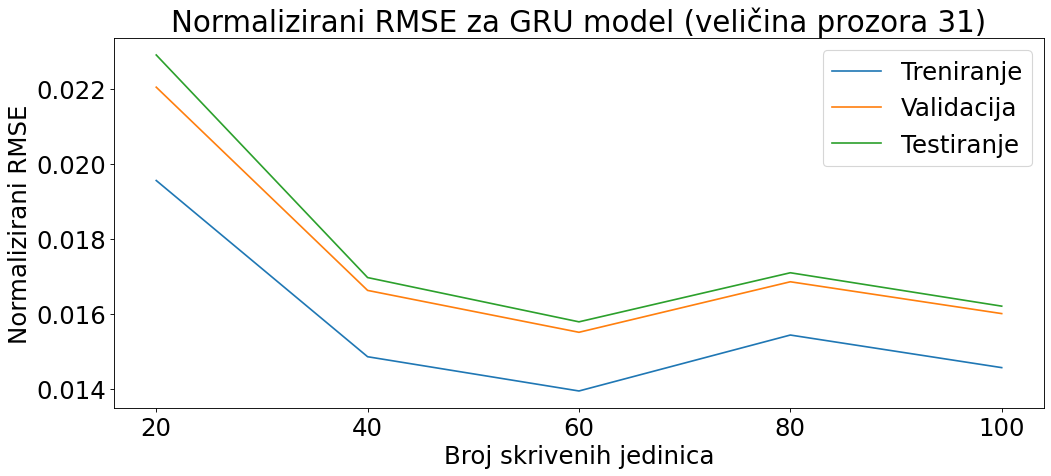 Normalizirani RMSE za GRU model (veličina prozora 31)
Treniranje
Validacija
Testiranje
Normalizirani RMSE
0.022
0.020
0.018
0.016
0.014
20 40 60 80 100
Broj skrivenih jedinica